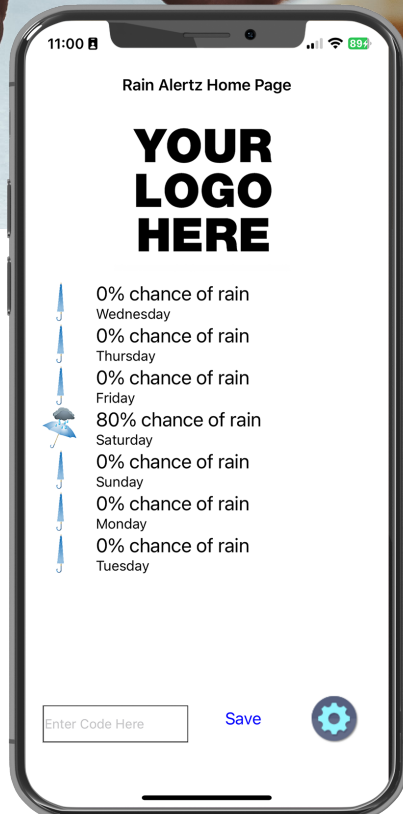 11:00
89
Rain Alertz Home Page
YOUR
LOGO
HERE
0% chance of rain
Wednesday
0% chance of rain
Thursday
0% chance of rain
Friday
80% chance of rain
Saturday
0% chance of rain
Sunday
0% chance of rain
Monday
0% chance of rain
Tuesday
Enter Code Here
Save